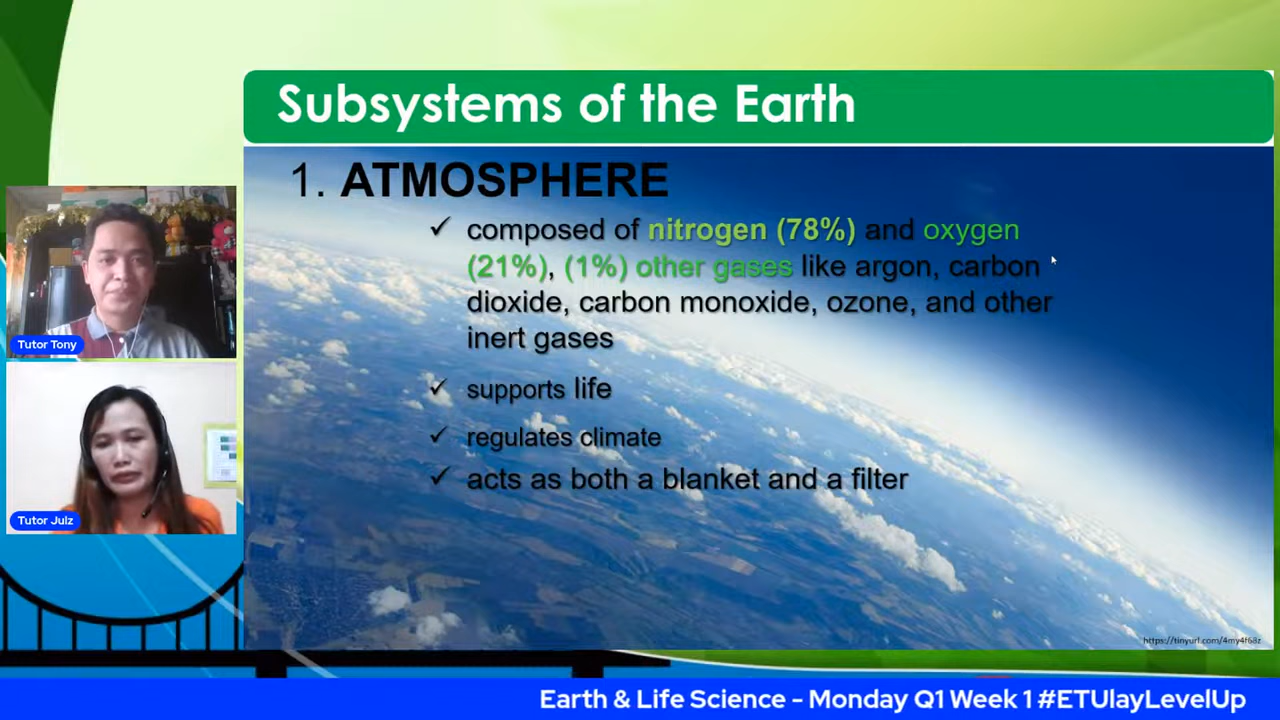 Subsystems of the Earth
1. ATMOSPHERE
✓ composed of nitrogen (78%) and oxygen
(21%), (1%) other gases like argon, carbon
dioxide, carbon monoxide, ozone, and other
inert gases
✓ supports life
✓ regulates climate
✓ acts as both a blanket and a filter
Tutor Tony
Tutor Julz
https://tinyurl.com/4my4f68z
Earth & Life Science - Monday Q1 Week 1 #ETUlayLevelUp